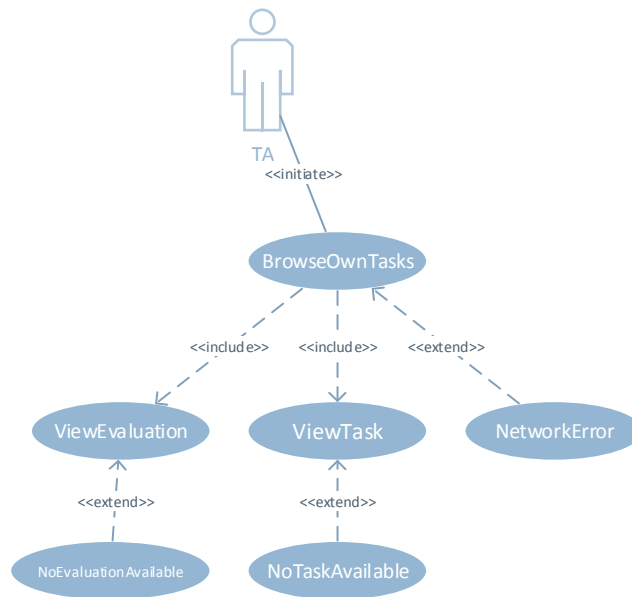 TA
<<initiate>>
BrowseOwnTasks
<<include>>
<<include>>
<<extend>>
ViewEvaluation
ViewTask
NetworkError
<<extend>>
<<extend>>
NoEvaluationAvailable
NoTaskAvailable